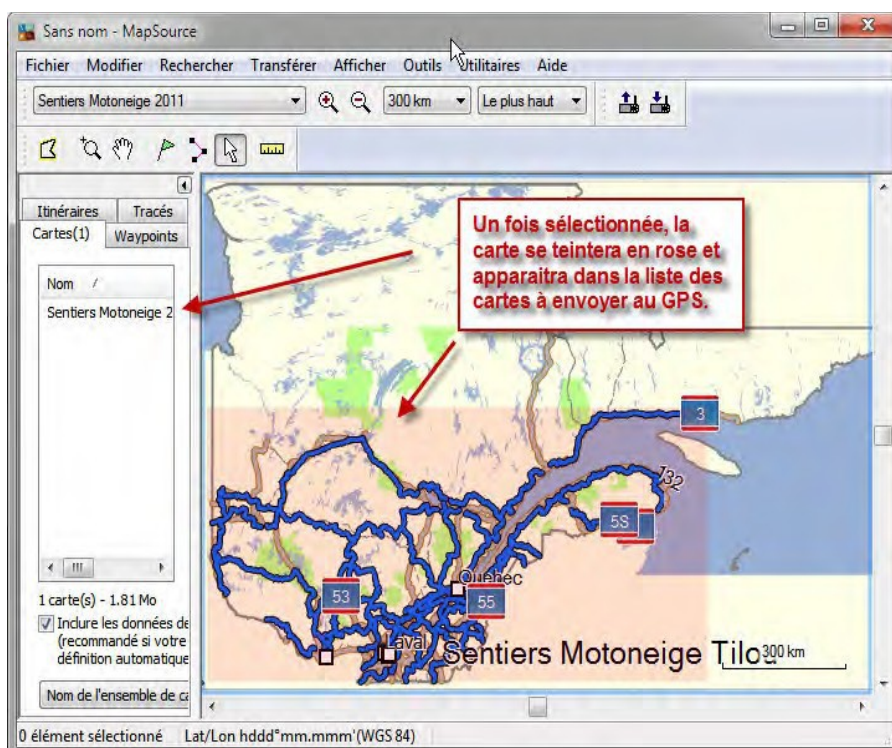 Sans nom - MapSource
Fichier Modifier Rechercher Transférer Afficher Outils Utilitaires Aide
Sentiers Motoneige 2011 300 km Le plus haut
Itinéraires Tracés
Cartes(1) Waypoints
Nom /
Sentiers Motoneige 2
Un fois sélectionnée, la
carte se teintera en rose et
apparaitra dans la liste des
cartes à envoyer au GPS.
3
132
5S
Québec
53
55
Laval
Sentiers Motoneige Tilou
300 km
1 carte(s) - 1.81 Mo
Inclure les données de
(recommandé si votre
définition automatique
Nom de l'ensemble de ca
0 élément sélectionné Lat/Lon hddd°mm.mmm'(WGS 84)